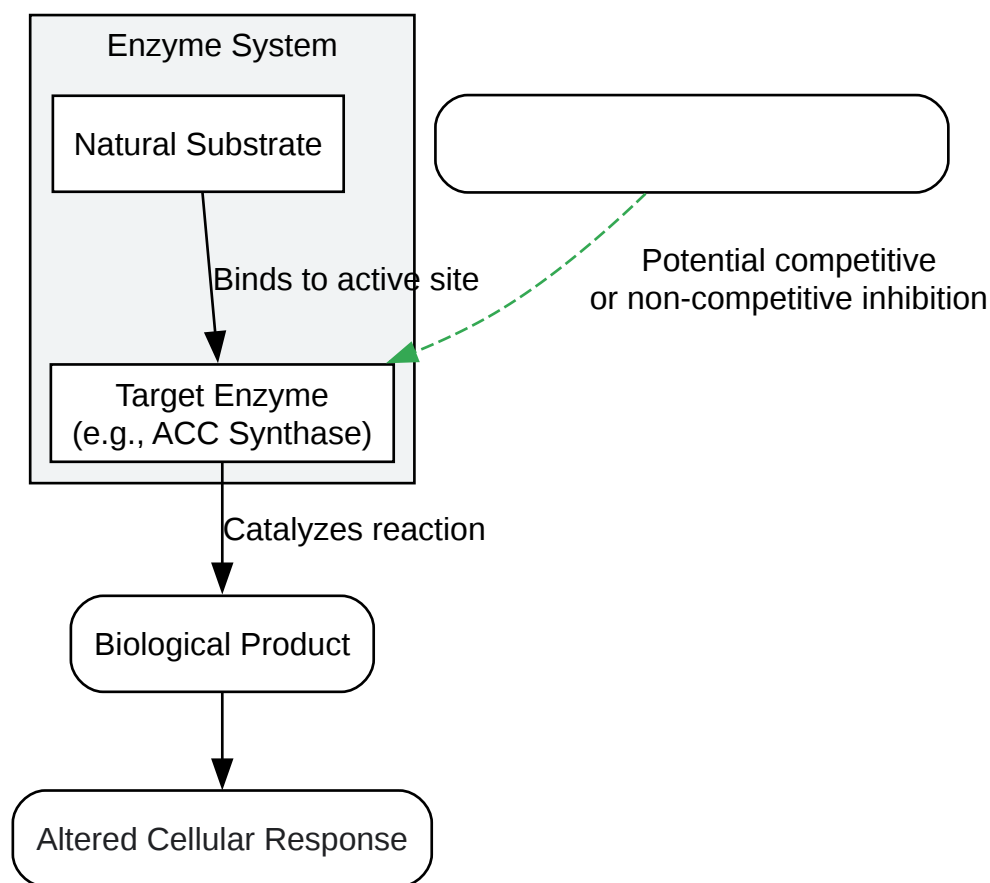 Enzyme System
Natural Substrate
Binds to active site
Potential competitive
or non-competitive inhibition
Target Enzyme
(e.g., ACC Synthase)
Catalyzes reaction
Biological Product
Altered Cellular Response